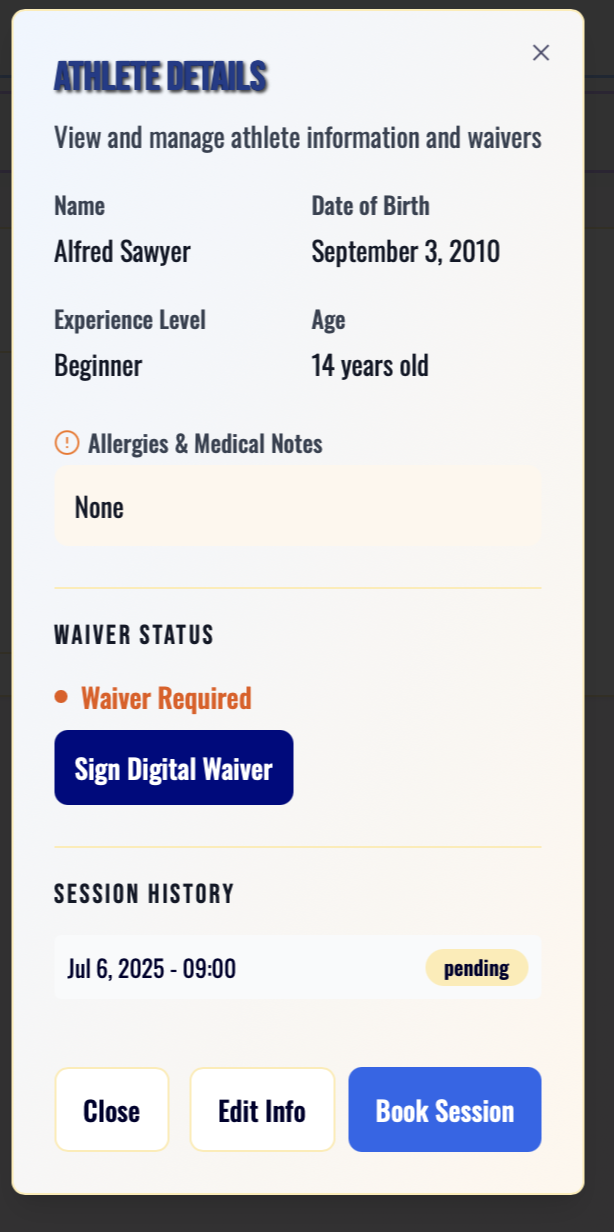 ATHLETE DETAILS
View and manage athlete information and waivers
Name
Date of Birth
Alfred Sawyer
September 3, 2010
Experience Level
Age
Beginner
14 years old
Allergies & Medical Notes
None
WAIVER STATUS
Waiver Required
Sign Digital Waiver
SESSION HISTORY
Jul 6, 2025 - 09:00
pending
Close
Edit Info
Book Session